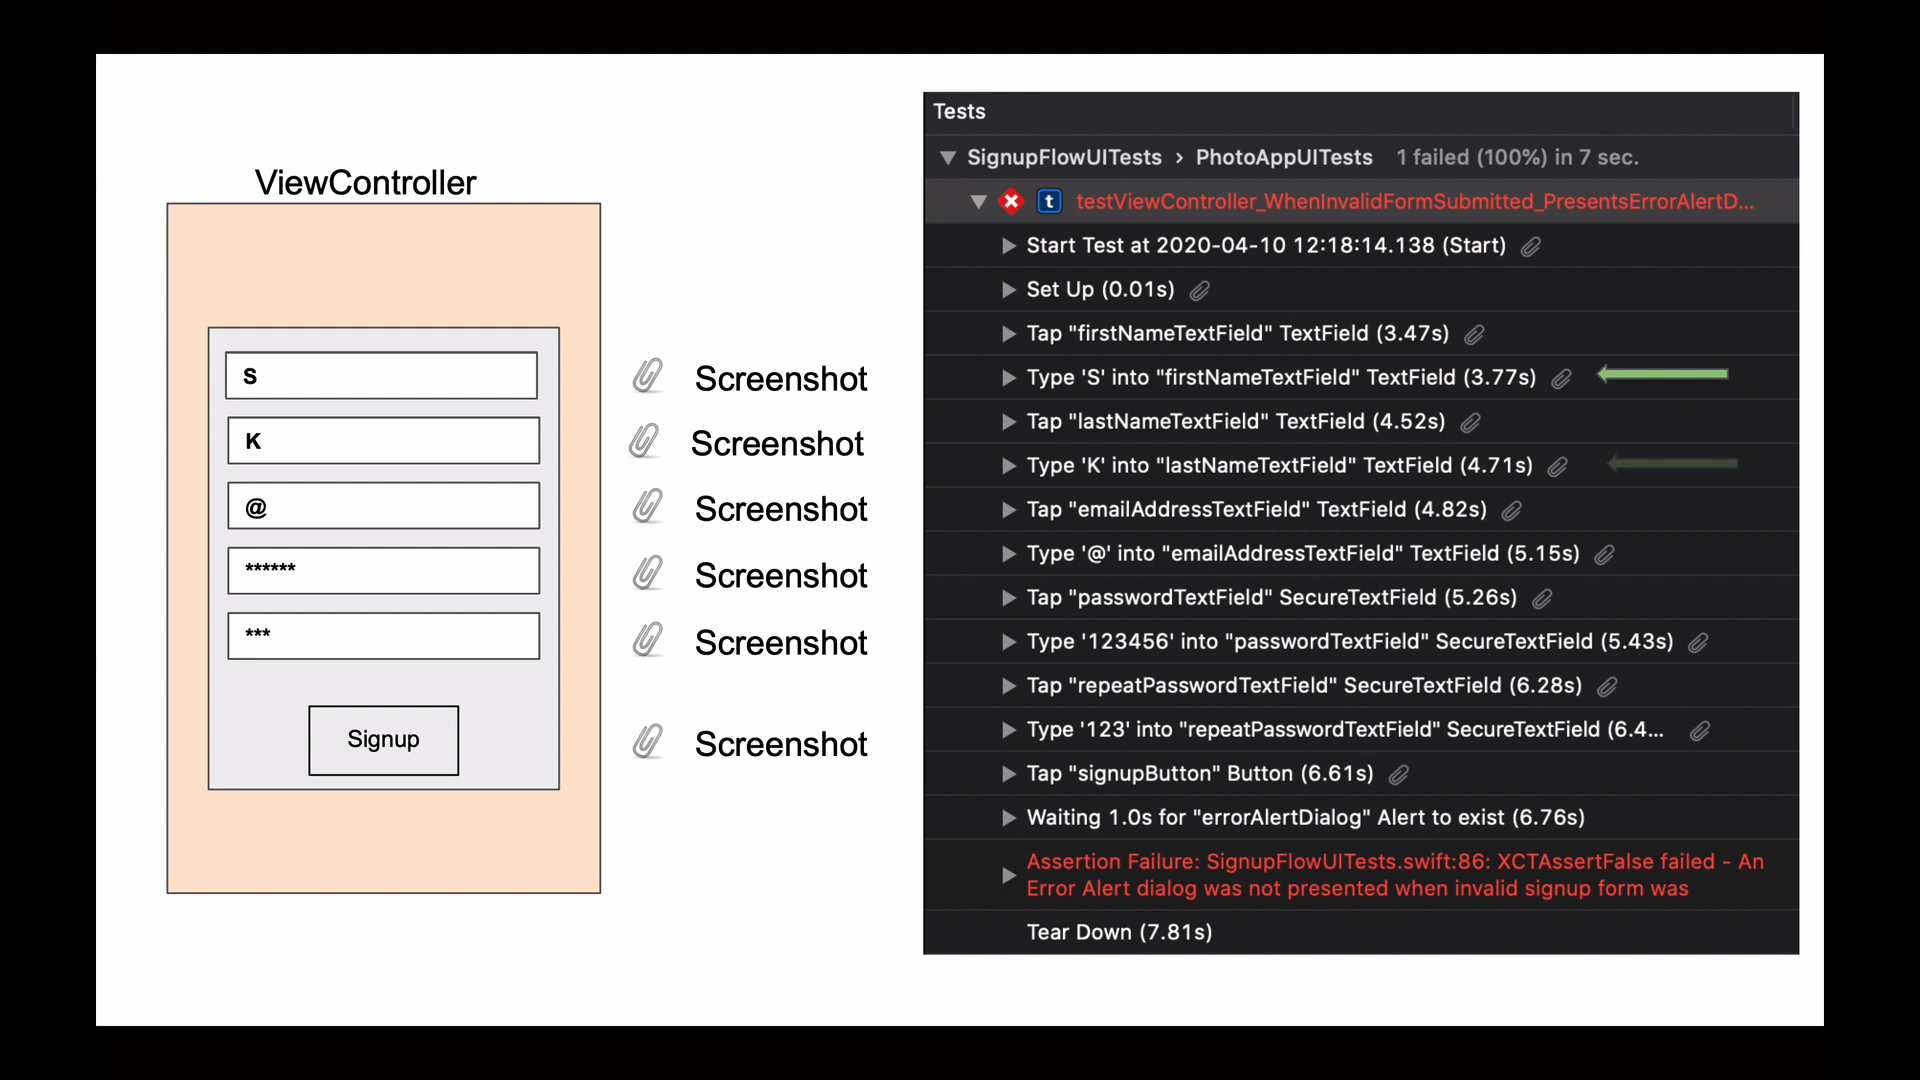 ViewController
S
K
@
******
***
Signup
Screenshot
Screenshot
Screenshot
Screenshot
Screenshot
Screenshot
Tests
SignupFlowUITests › PhotoAppUITests 1 failed (100%) in 7 sec.
t testViewController_WhenInvalidFormSubmitted_PresentsErrorAlertD...
Start Test at 2020-04-10 12:18:14.138 (Start)
Set Up (0.01s)
Tap "firstNameTextField" TextField (3.47s)
Type 'S' into "firstNameTextField" TextField (3.77s)
Tap "lastNameTextField" TextField (4.52s)
Type 'K' into "lastNameTextField" TextField (4.71s)
Tap "emailAddressTextField" TextField (4.82s)
Type '@' into "emailAddressTextField" TextField (5.15s)
Tap "passwordTextField" SecureTextField (5.26s)
Type '123456' into "passwordTextField" SecureTextField (5.43s)
Tap "repeatPasswordTextField" SecureTextField (6.28s)
Type '123' into "repeatPasswordTextField" SecureTextField (6.4...
Tap "signupButton" Button (6.61s)
Waiting 1.0s for "errorAlertDialog" Alert to exist (6.76s)
Assertion Failure: SignupFlowUITests.swift:86: XCTAssertFalse failed - An
Error Alert dialog was not presented when invalid signup form was
Tear Down (7.81s)